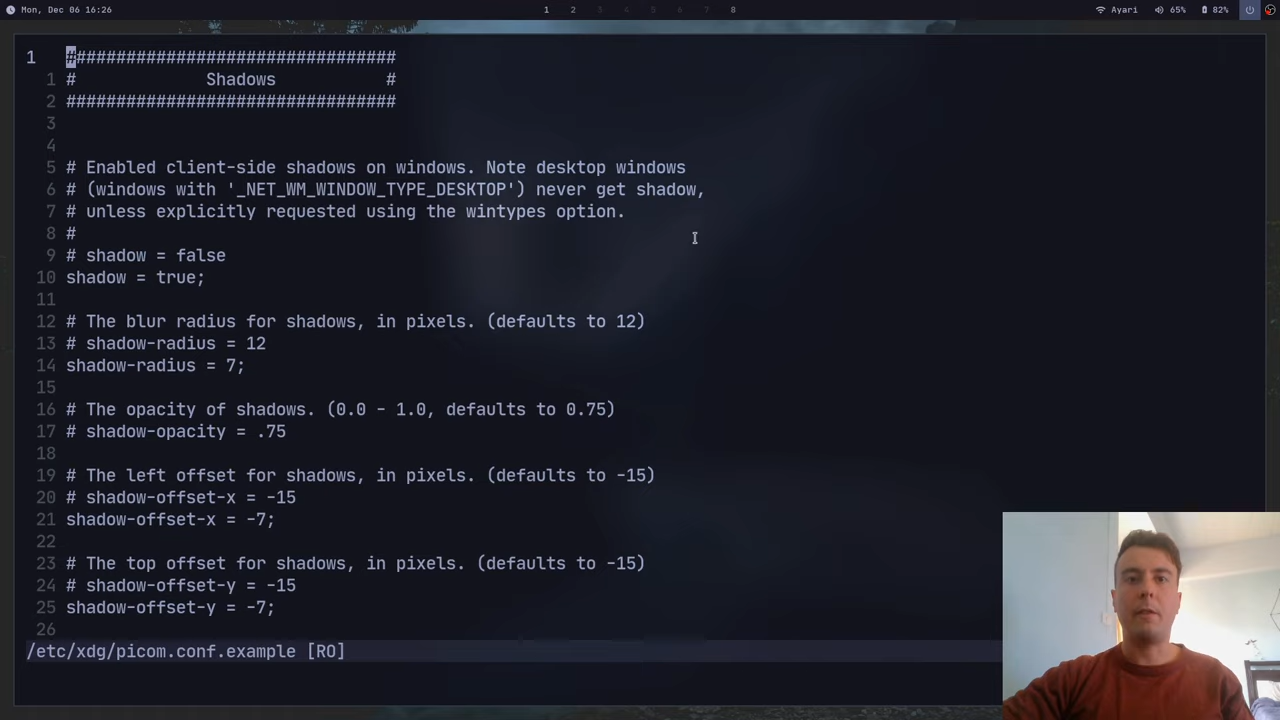 Mon, Dec 06 16:26 1 2 3 4 5 6 7 8 Ayari 65% 82%
1 ################################
1 # Shadows #
2 #################################
3
4
5 # Enabled client-side shadows on windows. Note desktop windows
6 # (windows with '_NET_WM_WINDOW_TYPE_DESKTOP') never get shadow,
7 # unless explicitly requested using the wintypes option.
8 #
9 # shadow = false
10 shadow = true;
11
12 # The blur radius for shadows, in pixels. (defaults to 12)
13 # shadow-radius = 12
14 shadow-radius = 7;
15
16 # The opacity of shadows. (0.0 - 1.0, defaults to 0.75)
17 # shadow-opacity = .75
18
19 # The left offset for shadows, in pixels. (defaults to -15)
20 # shadow-offset-x = -15
21 shadow-offset-x = -7;
22
23 # The top offset for shadows, in pixels. (defaults to -15)
24 # shadow-offset-y = -15
25 shadow-offset-y = -7;
26
/etc/xdg/picom.conf.example [RO]